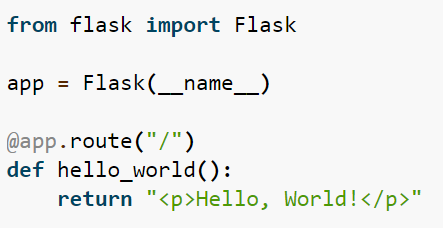 from flask import Flask
app = Flask(__name__)
@app.route("/")
def hello_world():
    return "<p>Hello, World!</p>"